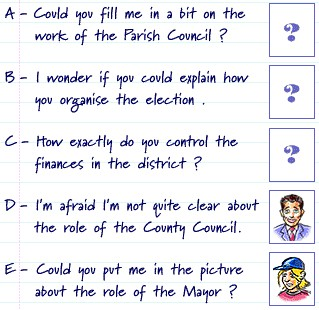 A - Could you fill me in a bit on the
work of the Parish Council ?
?
B - I wonder if you could explain how
you organise the election .
?
C - How exactly do you control the
finances in the district ?
?
D - I'm afraid I'm not quite clear about
the role of the County Council.
E - Could you put me in the picture
about the role of the Mayor ?